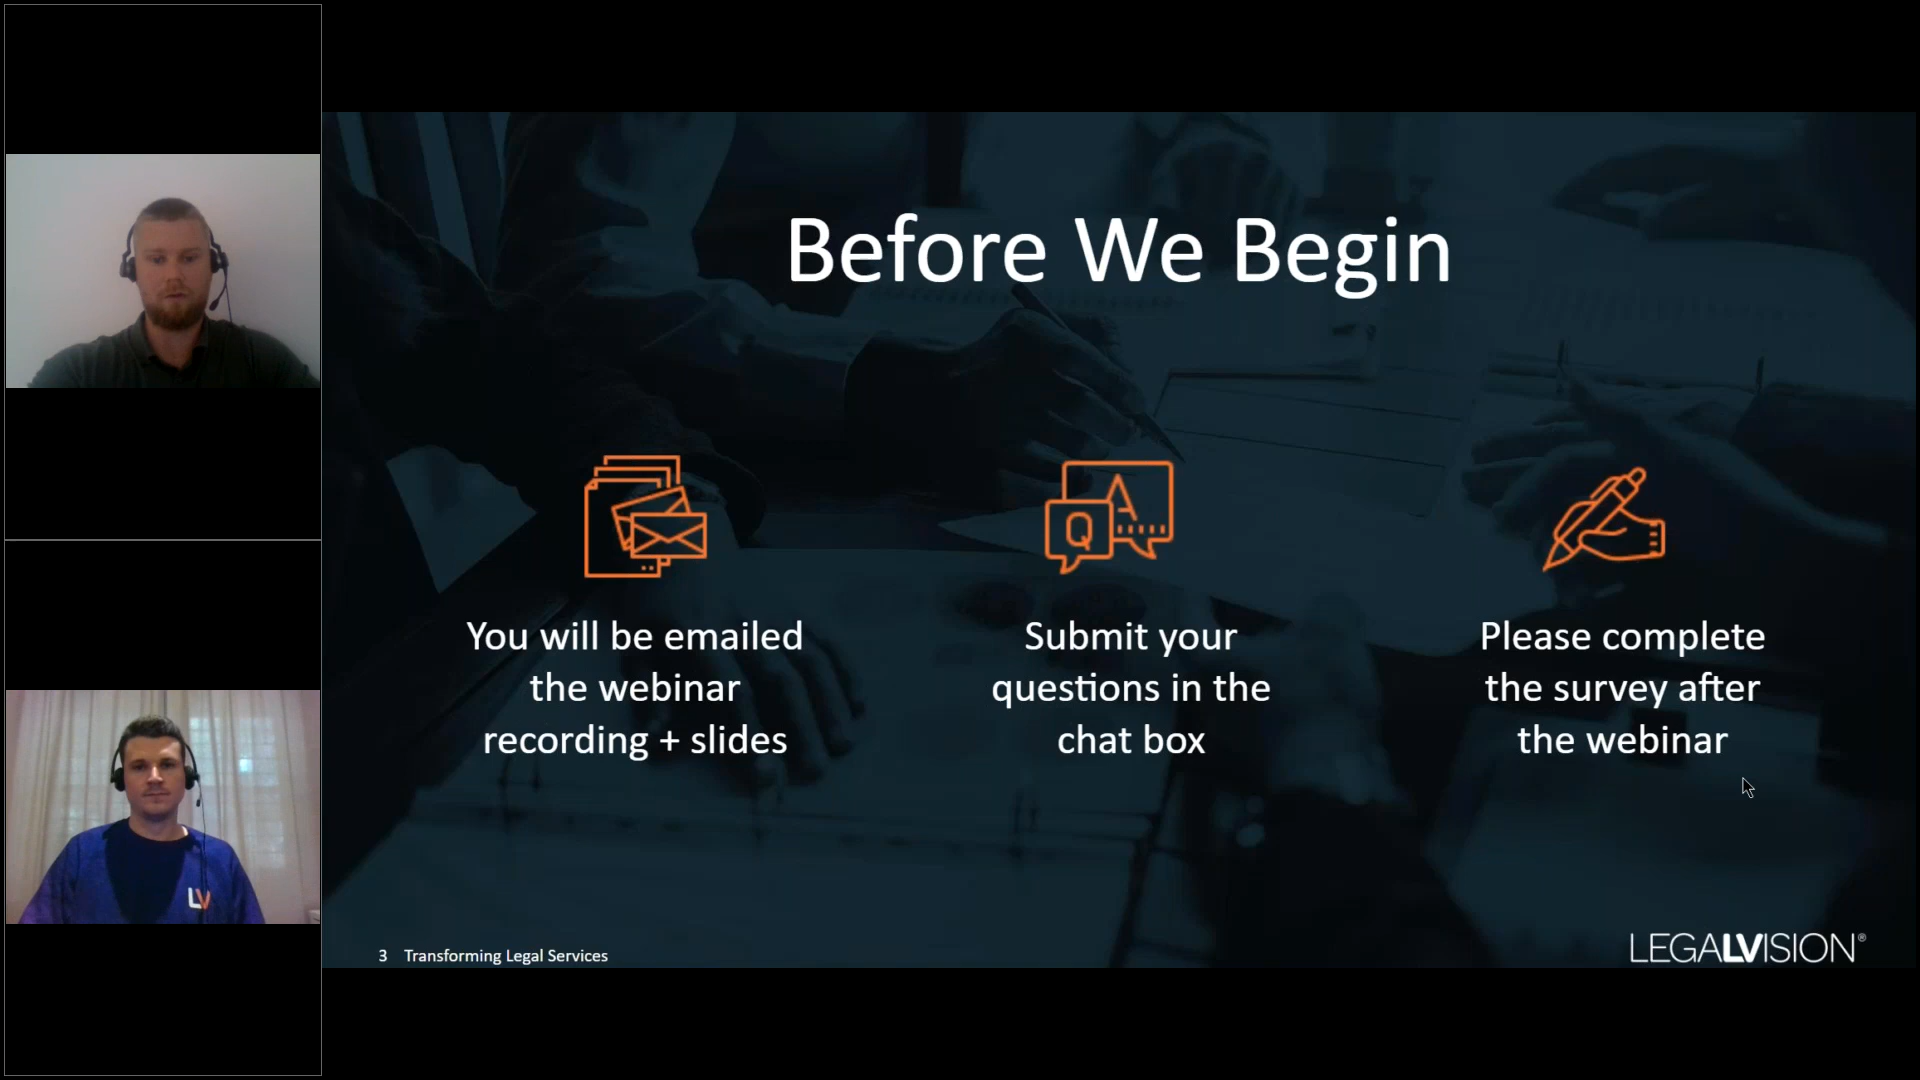 Before We Begin
Q
A
You will be emailed
the webinar
recording + slides
Submit your
questions in the
chat box
Please complete
the survey after
the webinar
LV
3 Transforming Legal Services
LEGALVISION®